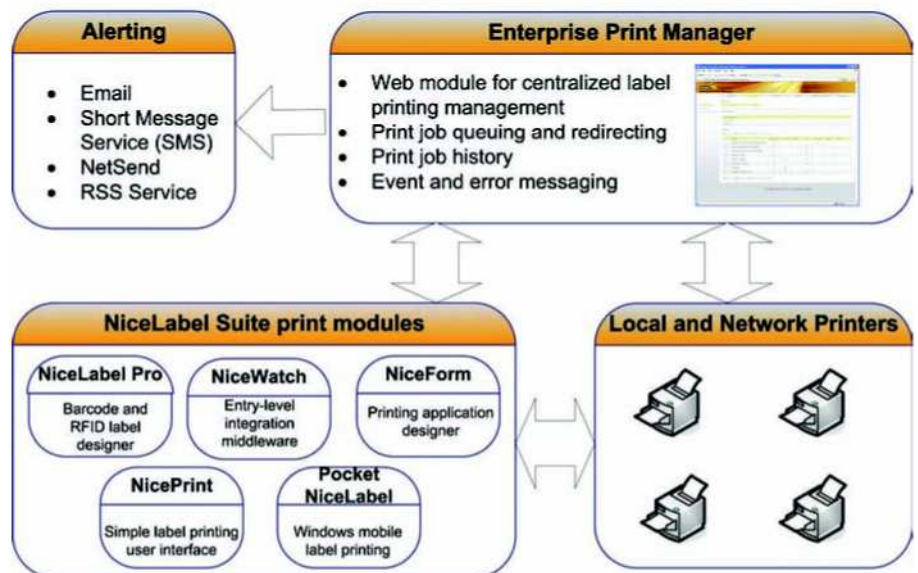 Alerting
• Email
• Short Message
Service (SMS)
• NetSend
• RSS Service
Enterprise Print Manager
• Web module for centralized label
printing management
• Print job queuing and redirecting
• Print job history
• Event and error messaging
NiceLabel Suite print modules
NiceLabel Pro
Barcode and
RFID label
designer
NiceWatch
Entry-level
integration
middleware
NiceForm
Printing application
designer
NicePrint
Simple label printing
user interface
Pocket
NiceLabel
Windows mobile
label printing
Local and Network Printers